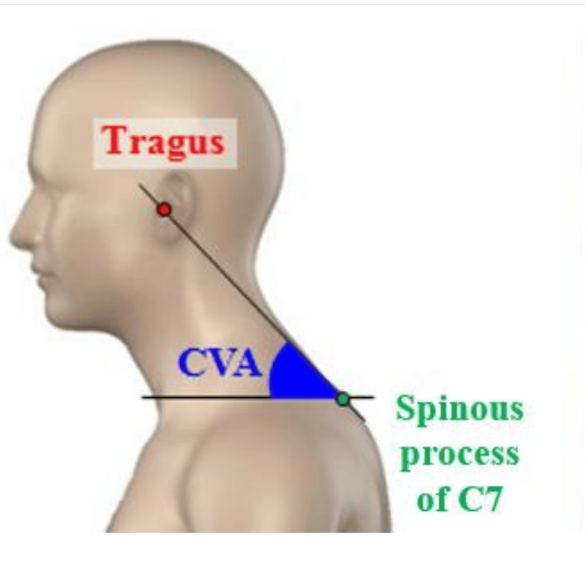 Tragus
CVA
Spinous
process
of C7